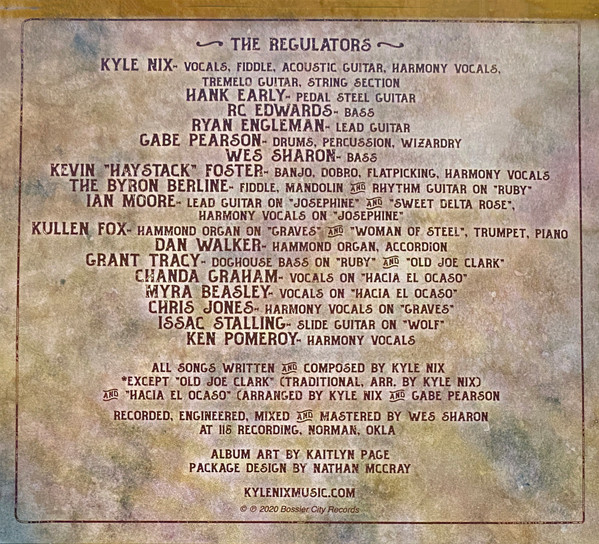 THE REGULATORS
KYLE NIX- VOCALS, FIDDLE, ACOUSTIC GUITAR, HARMONY VOCALS,
TREMELO GUITAR, STRING SECTION
HANK EARLY- PEDAL STEEL GUITAR
RC EDWARDS- BASS
RYAN ENGLEMAN- LEAD GUITAR
GABE PEARSON- DRUMS, PERCUSSION, WIZARDRY
WES SHARON- BASS
KEVIN "HAYSTACK" FOSTER- BANJO, DOBRO, FLATPICKING, HARMONY VOCALS
THE BYRON BERLINE- FIDDLE, MANDOLIN AND RHYTHM GUITAR ON "RUBY"
IAN MOORE- LEAD GUITAR ON "JOSEPHINE" AND "SWEET DELTA ROSE",
HARMONY VOCALS ON "JOSEPHINE"
KULLEN FOX- HAMMOND ORGAN ON "GRAVES" AND "WOMAN OF STEEL", TRUMPET, PIANO
DAN WALKER- HAMMOND ORGAN, ACCORDION
GRANT TRACY- DOGHOUSE BASS ON "RUBY" AND "OLD JOE CLARK"
CHANDA GRAHAM- VOCALS ON "HACIA EL OCASO"
MYRA BEASLEY- VOCALS ON "HACIA EL OCASO"
CHRIS JONES- HARMONY VOCALS ON "GRAVES"
ISSAC STALLING- SLIDE GUITAR ON "WOLF"
KEN POMEROY- HARMONY VOCALS
ALL SONGS WRITTEN AND COMPOSED BY KYLE NIX
*EXCEPT "OLD JOE CLARK" (TRADITIONAL, ARR. BY KYLE NIX)
AND "HACIA EL OCASO" (ARRANGED BY KYLE NIX AND GABE PEARSON
RECORDED, ENGINEERED, MIXED AND MASTERED BY WES SHARON
AT 115 RECORDING, NORMAN, OKLA
ALBUM ART BY KAITLYN PAGE
PACKAGE DESIGN BY NATHAN MCCRAY
KYLENIXMUSIC.COM
© ℗ 2020 Bossier City Records